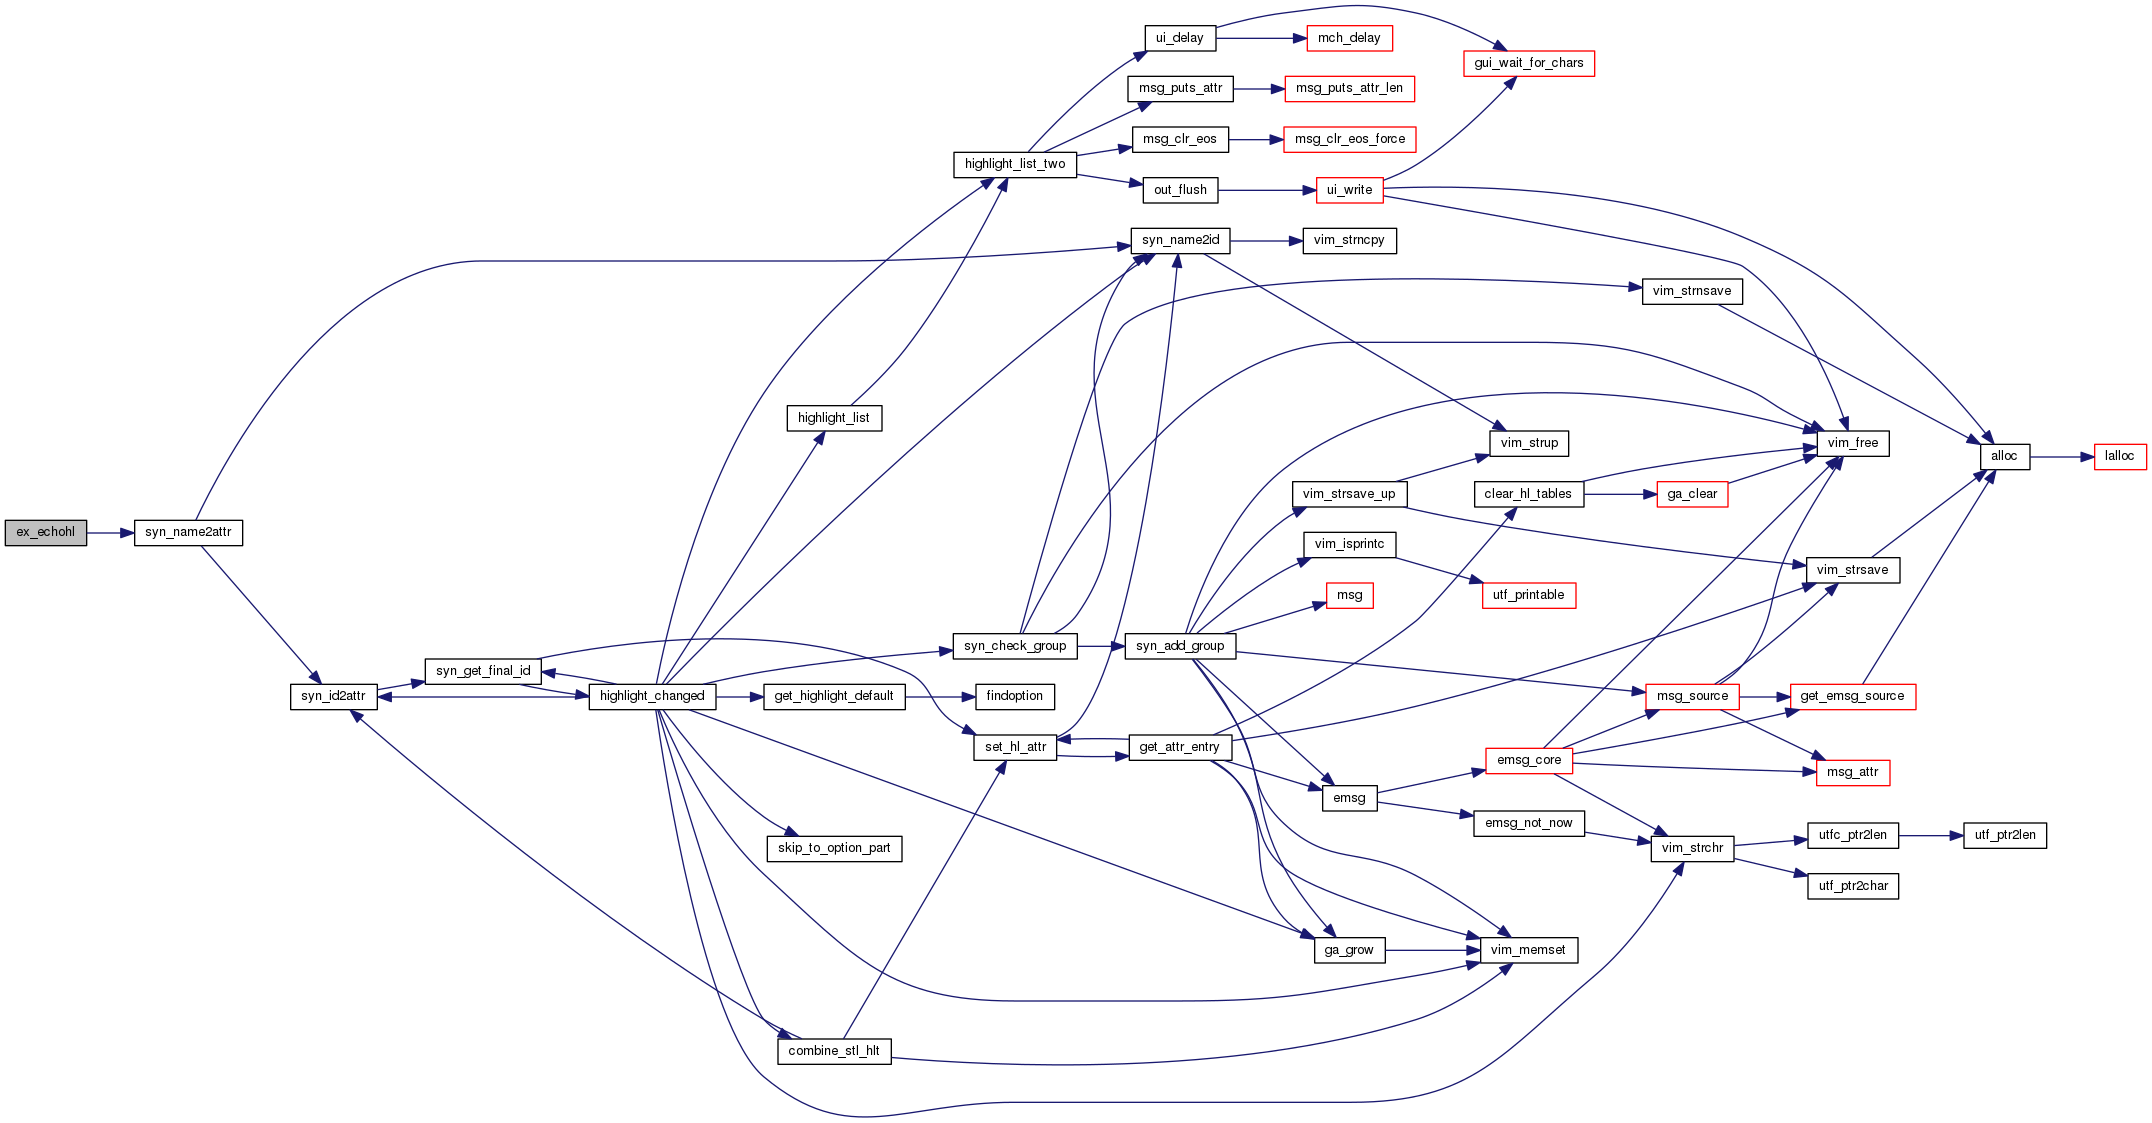 ex_echohl
syn_name2attr
syn_id2attr
syn_get_final_id
highlight_changed
highlight_list
get_highlight_default
skip_to_option_part
combine_stl_hlt
highlight_list_two
syn_check_group
findoption
set_hl_attr
ui_delay
msg_puts_attr
msg_clr_eos
out_flush
syn_name2id
syn_add_group
get_attr_entry
mch_delay
msg_puts_attr_len
msg_clr_eos_force
ui_write
vim_strncpy
vim_strsave_up
vim_isprintc
msg
emsg
ga_grow
gui_wait_for_chars
vim_strup
clear_hl_tables
utf_printable
emsg_core
emsg_not_now
vim_memset
vim_strnsave
ga_clear
msg_source
vim_strchr
vim_free
vim_strsave
get_emsg_source
msg_attr
utfc_ptr2len
utf_ptr2char
alloc
utf_ptr2len
lalloc